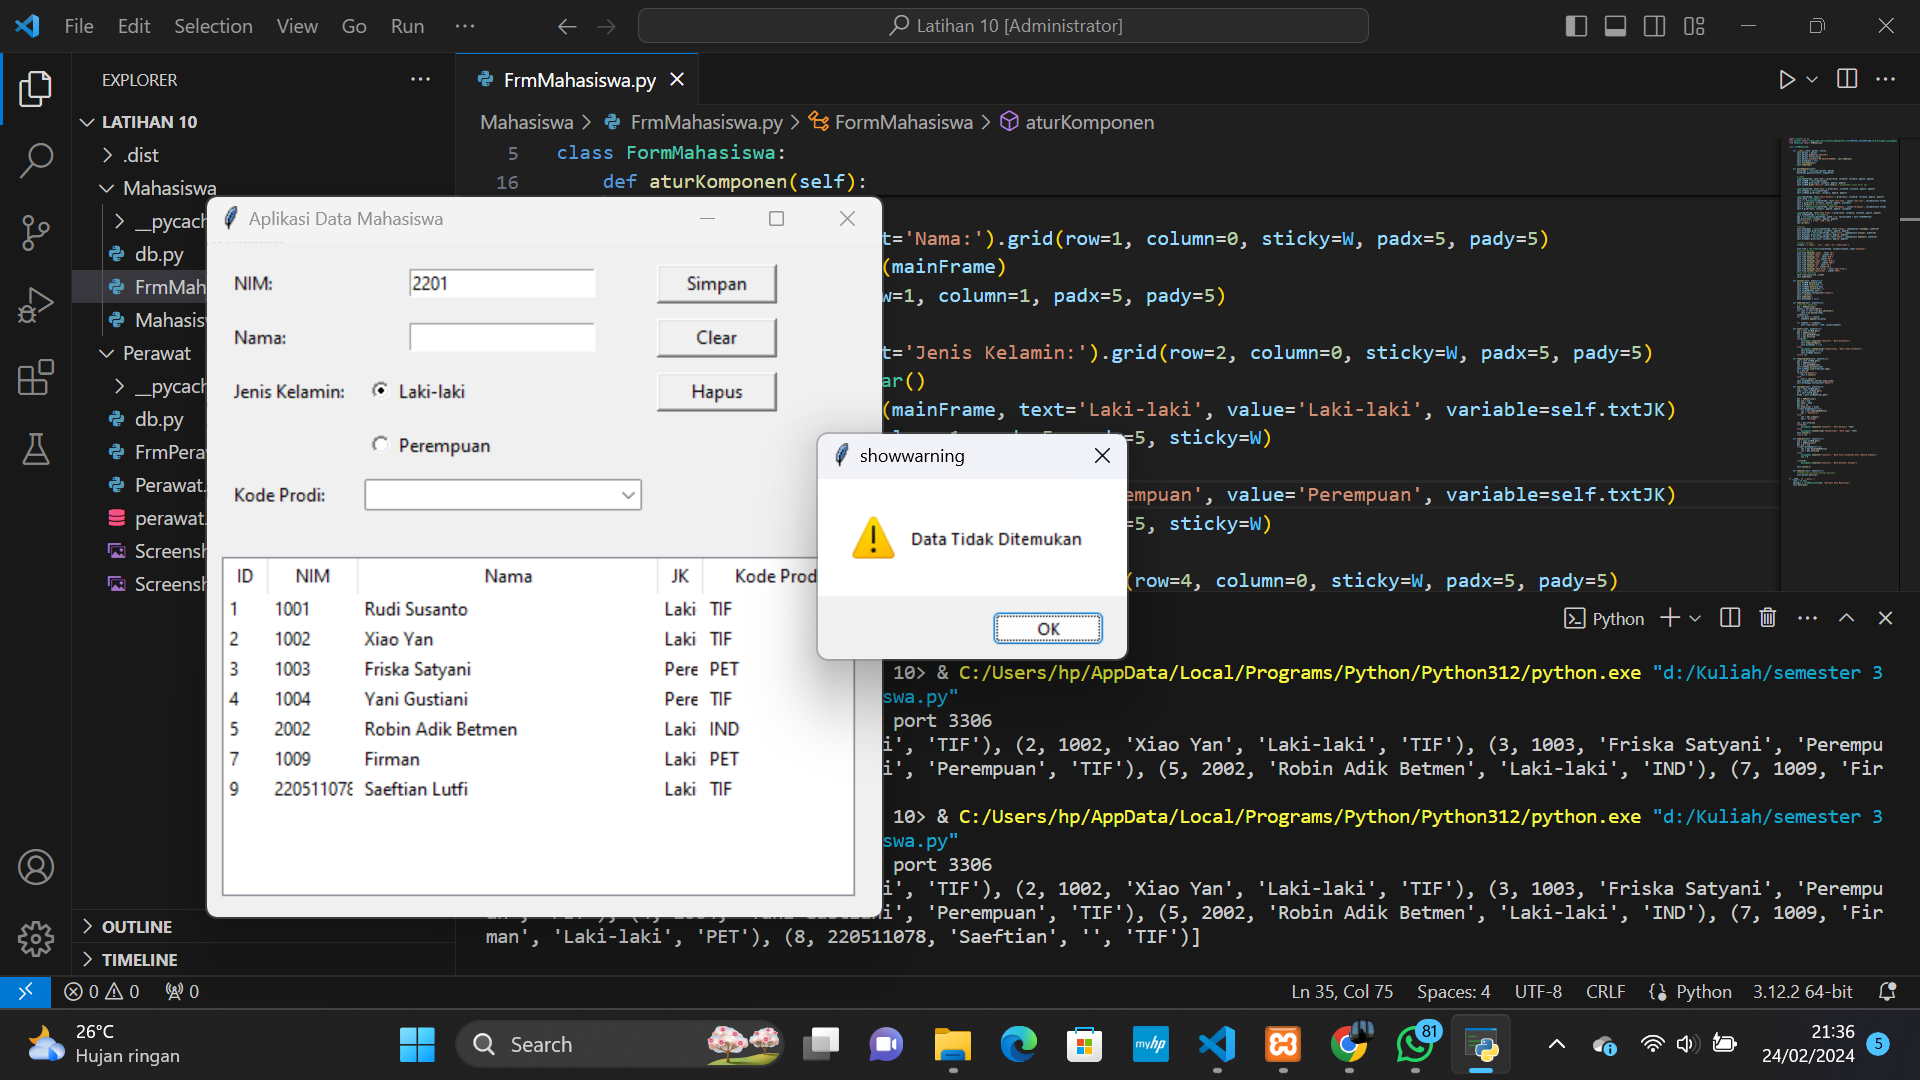 File Edit Selection View Go Run ···
Latihan 10 [Administrator]
EXPLORER
FrmMahasiswa.py
LATIHAN 10
Mahasiswa > FrmMahasiswa.py > FormMahasiswa > aturKomponen
.dist
5 class FormMahasiswa:
Mahasiswa
16 def aturKomponen(self):
__pycach
db.py
FrmMah
Mahasis
Perawat
__pycach
db.py
FrmPera
Perawat.
perawat.
Screensh
Screensh
OUTLINE
TIMELINE
Aplikasi Data Mahasiswa
NIM: 2201 Simpan
Nama: Clear
Jenis Kelamin: Laki-laki Hapus
Perempuan
Kode Prodi:
ID NIM Nama JK Kode Prod
1 1001 Rudi Susanto Laki TIF
2 1002 Xiao Yan Laki TIF
3 1003 Friska Satyani Pere PET
4 1004 Yani Gustiani Pere TIF
5 2002 Robin Adik Betmen Laki IND
7 1009 Firman Laki PET
9 220511078 Saeftian Lutfi Laki TIF
t='Nama:').grid(row=1, column=0, sticky=W, padx=5, pady=5)
(mainFrame)
w=1, column=1, padx=5, pady=5)
t='Jenis Kelamin:').grid(row=2, column=0, sticky=W, padx=5, pady=5)
ar()
(mainFrame, text='Laki-laki', value='Laki-laki', variable=self.txtJK)
=5, sticky=W)
empuan', value='Perempuan', variable=self.txtJK)
=5, sticky=W)
(row=4, column=0, sticky=W, padx=5, pady=5)
showwarning
Data Tidak Ditemukan
OK
Python
10> & C:/Users/hp/AppData/Local/Programs/Python/Python312/python.exe "d:/Kuliah/semester 3
swa.py"
port 3306
i', 'TIF'), (2, 1002, 'Xiao Yan', 'Laki-laki', 'TIF'), (3, 1003, 'Friska Satyani', 'Perempu
i', 'Perempuan', 'TIF'), (5, 2002, 'Robin Adik Betmen', 'Laki-laki', 'IND'), (7, 1009, 'Fir
10> & C:/Users/hp/AppData/Local/Programs/Python/Python312/python.exe "d:/Kuliah/semester 3
swa.py"
port 3306
i', 'TIF'), (2, 1002, 'Xiao Yan', 'Laki-laki', 'TIF'), (3, 1003, 'Friska Satyani', 'Perempu
i', 'Perempuan', 'TIF'), (5, 2002, 'Robin Adik Betmen', 'Laki-laki', 'IND'), (7, 1009, 'Fir
man', 'Laki-laki', 'PET'), (8, 220511078, 'Saeftian', '', 'TIF')]
0 0 0
Ln 35, Col 75 Spaces: 4 UTF-8 CRLF Python 3.12.2 64-bit
26°C
Hujan ringan
Search
myhp
81
21:36
24/02/2024
5